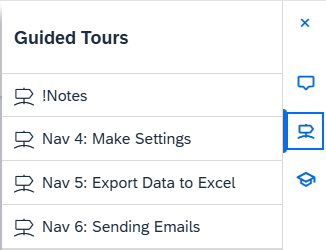 Guided Tours
!Notes
Nav 4: Make Settings
Nav 5: Export Data to Excel
Nav 6: Sending Emails